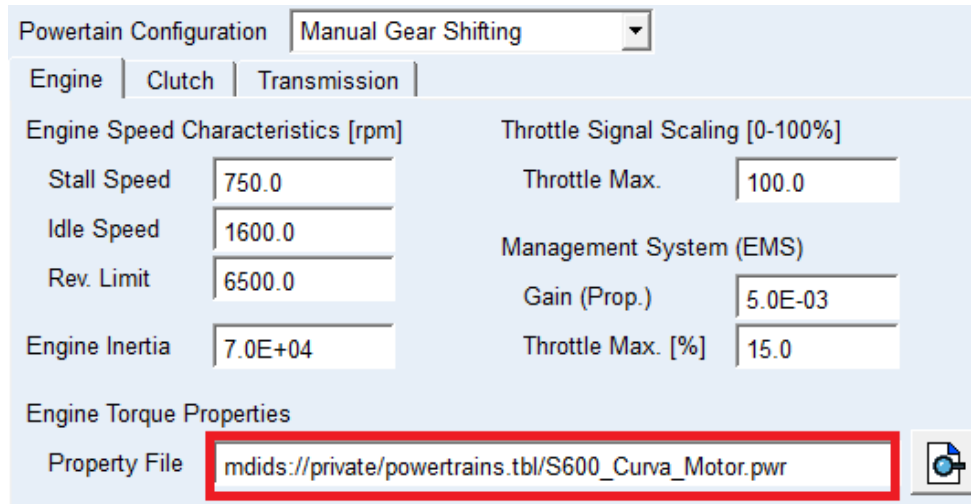 Powertain Configuration Manual Gear Shifting
Engine Clutch Transmission
Engine Speed Characteristics [rpm] Throttle Signal Scaling [0-100%]
Stall Speed 750.0 Throttle Max. 100.0
Idle Speed 1600.0
Management System (EMS)
Rev. Limit 6500.0
Gain (Prop.) 5.0E-03
Engine Inertia 7.0E+04 Throttle Max. [%] 15.0
Engine Torque Properties
Property File mdids://private/powertrains.tbl/S600_Curva_Motor.pwr